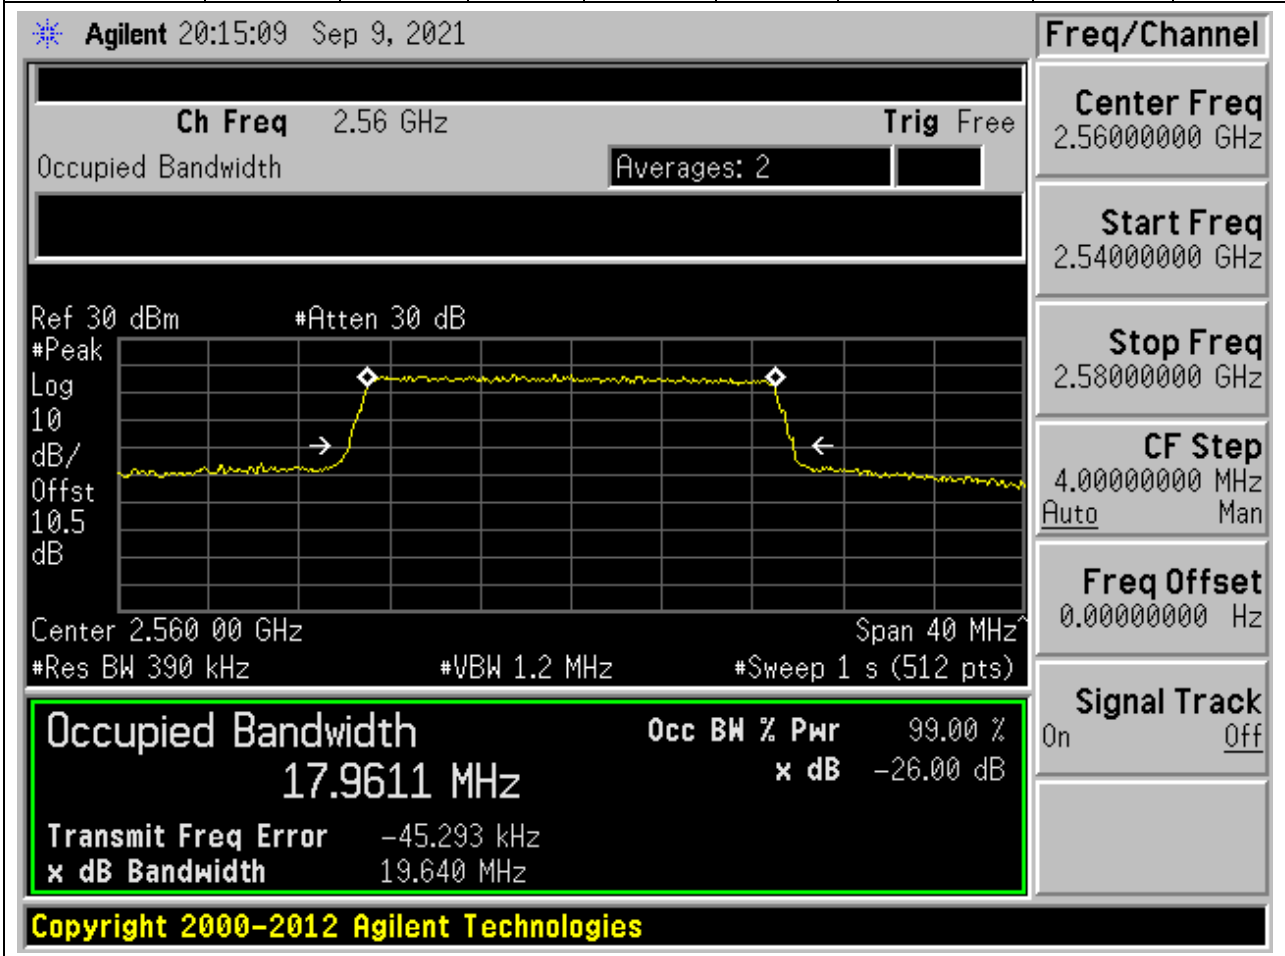 Agilent 20:15:09 Sep 9, 2021
Freq/Channel
Ch Freq 2.56 GHz Trig Free
Occupied Bandwidth Averages: 2
Ref 30 dBm #Atten 30 dB
#Peak
Log
10
dB/
Offst
10.5
dB
Center 2.560 00 GHz Span 40 MHz^
#Res BW 390 kHz #VBW 1.2 MHz #Sweep 1 s (512 pts)
Occupied Bandwidth
17.9611 MHz
Occ BW % Pwr 99.00 %
x dB -26.00 dB
Transmit Freq Error -45.293 kHz
x dB Bandwidth 19.640 MHz
Center Freq
2.56000000 GHz
Start Freq
2.54000000 GHz
Stop Freq
2.58000000 GHz
CF Step
4.00000000 MHz
Auto Man
Freq Offset
0.00000000 Hz
Signal Track
On Off
Copyright 2000-2012 Agilent Technologies